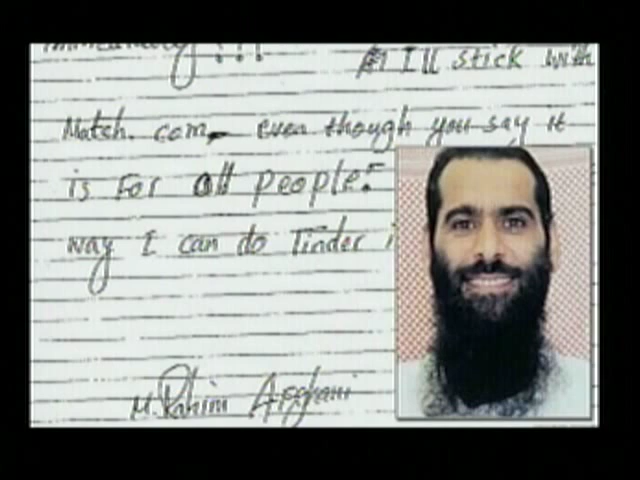 I'll stick with
Match. com, even though you say it
is for old people.
way I can do Tinder i
M. Rahim Afghani